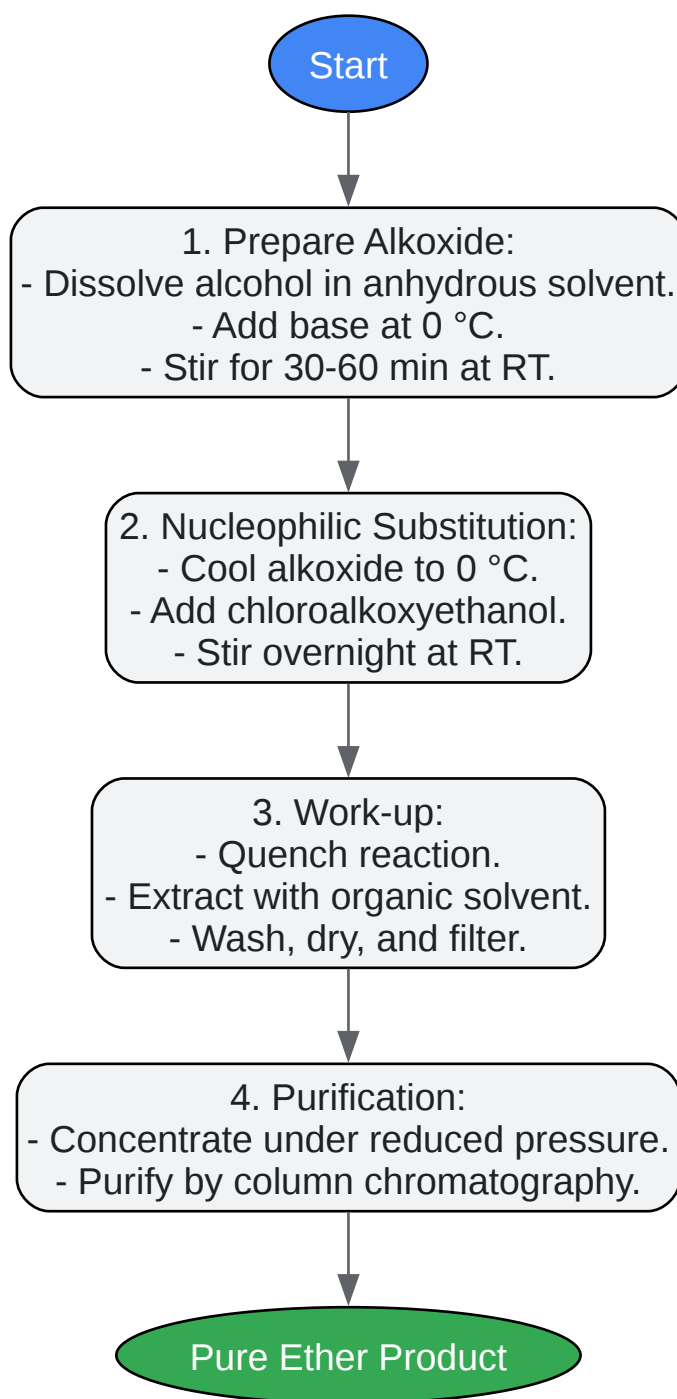 Start
1. Prepare Alkoxide:
- Dissolve alcohol in anhydrous solvent.
- Add base at 0 °C.
- Stir for 30-60 min at RT.
2. Nucleophilic Substitution:
- Cool alkoxide to 0 °C.
- Add chloroalkoxyethanol.
- Stir overnight at RT.
3. Work-up:
- Quench reaction.
- Extract with organic solvent.
- Wash, dry, and filter.
4. Purification:
- Concentrate under reduced pressure.
- Purify by column chromatography.
Pure Ether Product